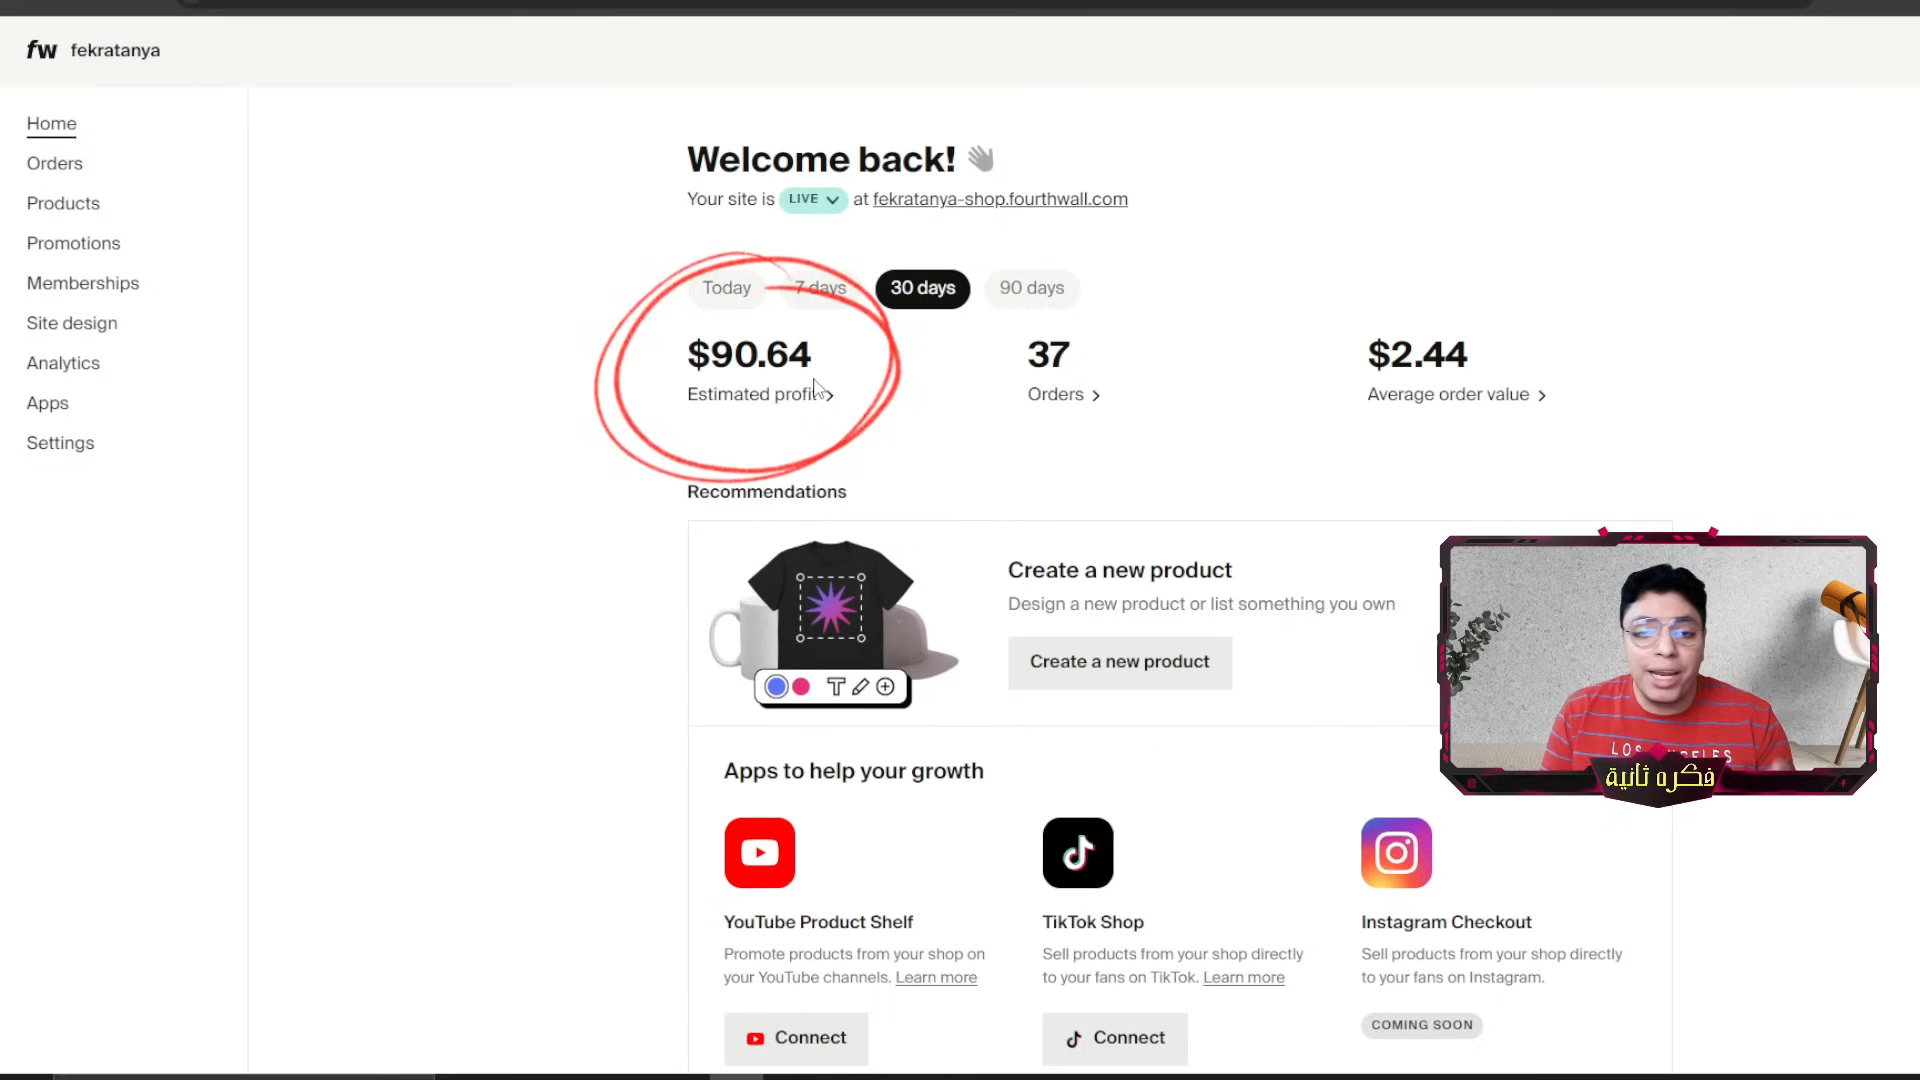 fw fekratanya
Home
Orders
Products
Promotions
Memberships
Site design
Analytics
Apps
Settings
Welcome back!
Your site is LIVE at fekratanya-shop.fourthwall.com
Today 7 days 30 days 90 days
$90.64 37 $2.44
Estimated profit Orders Average order value
Recommendations
Create a new product
Design a new product or list something you own
Create a new product
LOS ANGELES
فكره ثانية
Apps to help your growth
YouTube Product Shelf
Promote products from your shop on
your YouTube channels. Learn more
Connect
TikTok Shop
Sell products from your shop directly
to your fans on TikTok. Learn more
Connect
Instagram Checkout
Sell products from your shop directly
to your fans on Instagram.
COMING SOON